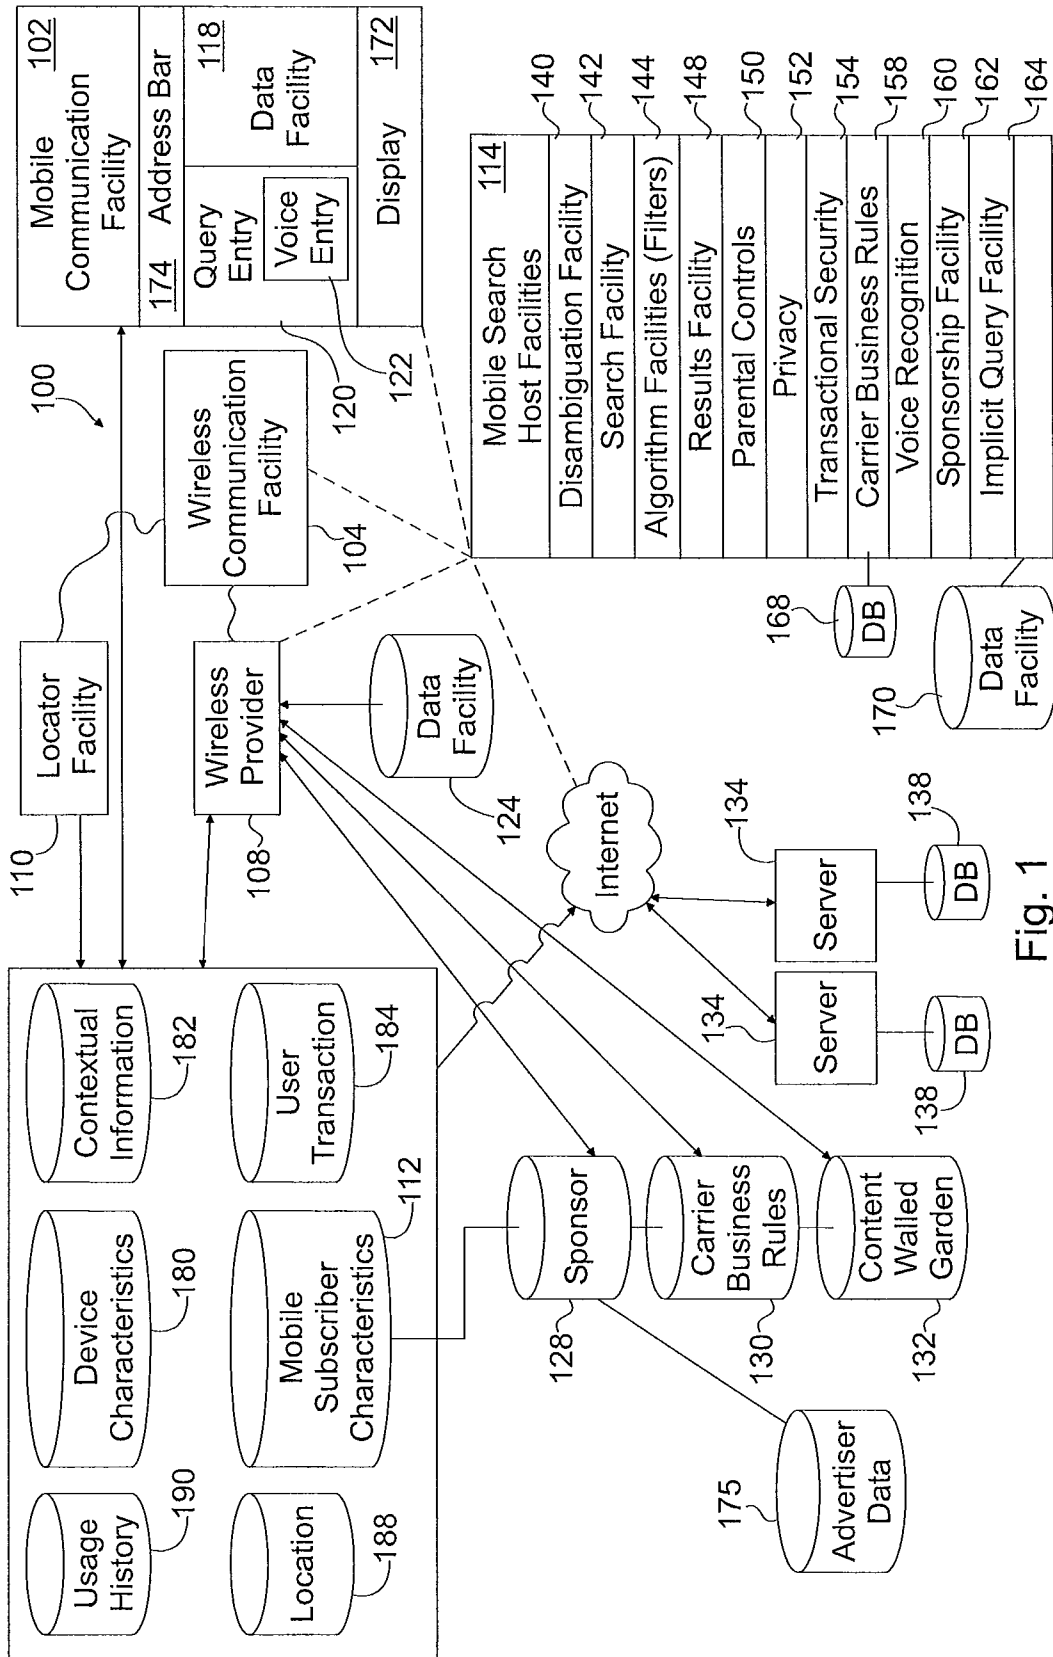 100
Mobile
Communication
Facility
102
174
Address Bar
Query
Entry
Voice
Entry
118
Data
Facility
Display
172
120
122
Wireless
Communication
Facility
104
Locator
Facility
110
Wireless
Provider
108
Data
Facility
124
Usage
History
190
Device
Characteristics
180
Contextual
Information
182
Location
188
Mobile
Subscriber
Characteristics
112
User
Transaction
184
Sponsor
128
Carrier
Business
Rules
130
Content
Walled
Garden
132
Advertiser
Data
175
Internet
Server
134
DB
138
Server
134
DB
138
Mobile Search
Host Facilities
114
Disambiguation Facility
140
Search Facility
142
Algorithm Facilities (Filters)
144
Results Facility
148
Parental Controls
150
Privacy
152
Transactional Security
154
Carrier Business Rules
158
Voice Recognition
160
Sponsorship Facility
162
Implicit Query Facility
164
DB
168
Data
Facility
170
Fig. 1